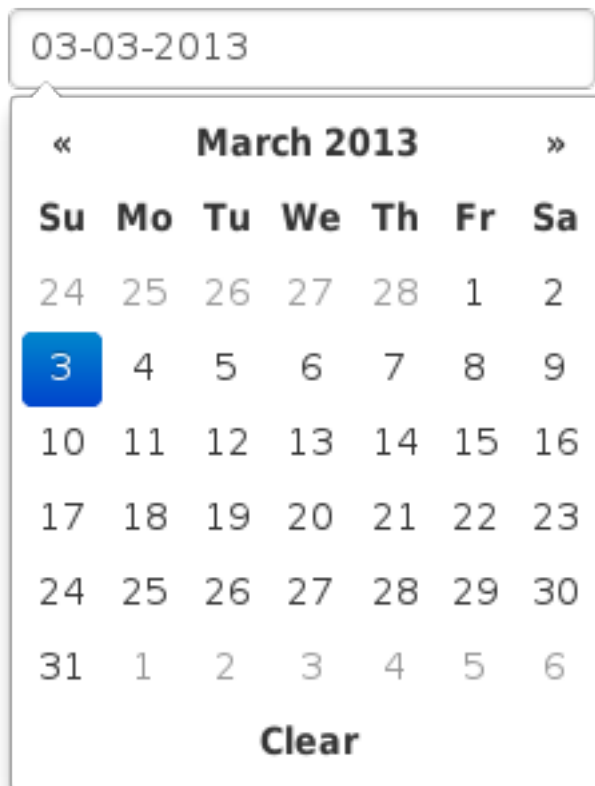 03-03-2013
« March 2013 »
Su Mo Tu We Th Fr Sa
24 25 26 27 28 1 2
3 4 5 6 7 8 9
10 11 12 13 14 15 16
17 18 19 20 21 22 23
24 25 26 27 28 29 30
31 1 2 3 4 5 6
Clear